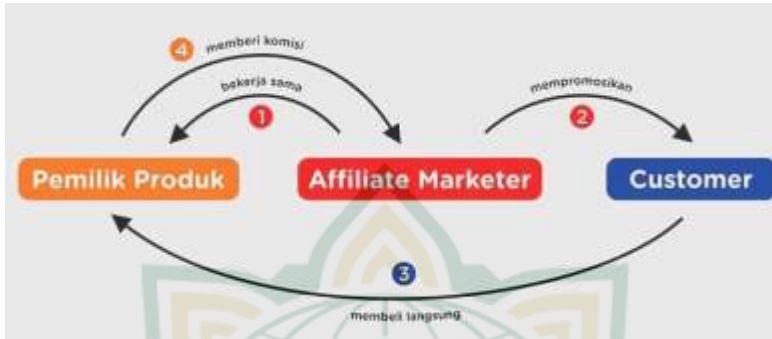 4 memberi komisi
bekerja sama
1
mempromosikan
2
Pemilik Produk
Affiliate Marketer
Customer
3
membeli langsung